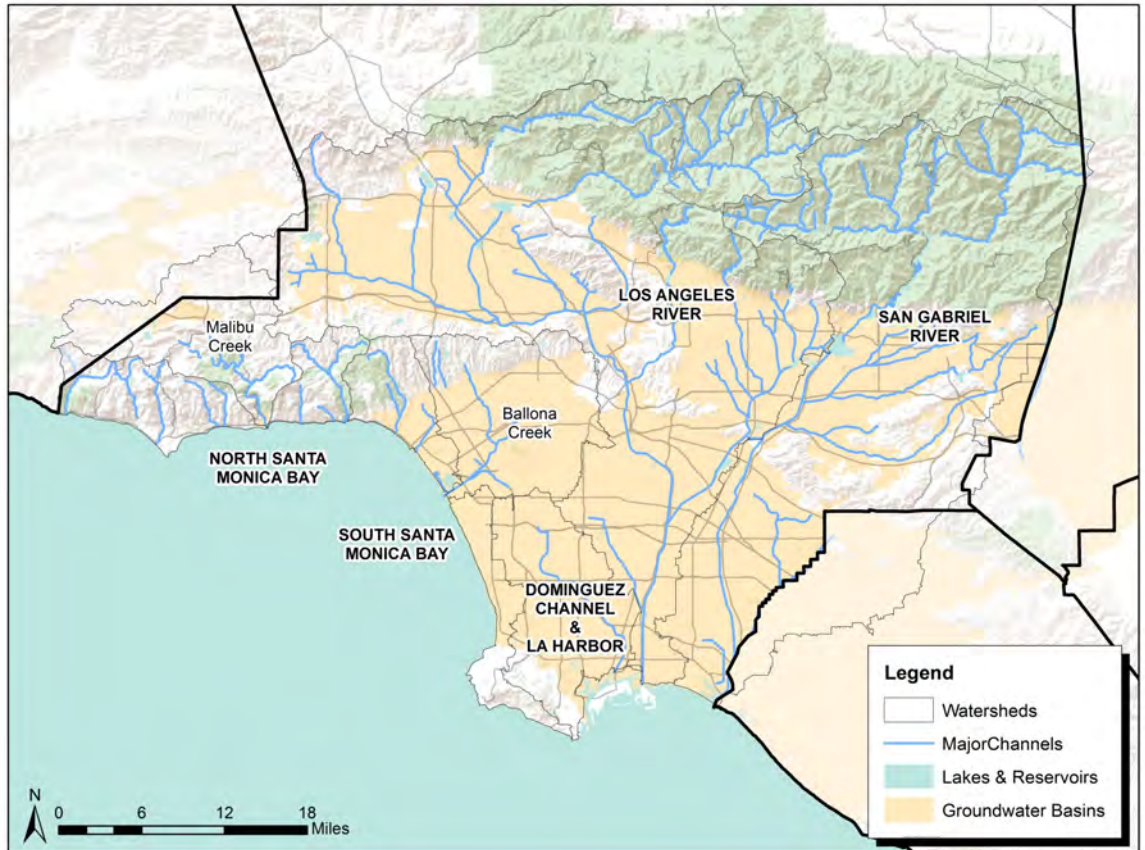 LOS ANGELES
RIVER
SAN GABRIEL
RIVER
Malibu
Creek
Ballona
Creek
NORTH SANTA
MONICA BAY
SOUTH SANTA
MONICA BAY
DOMINGUEZ
CHANNEL
&
LA HARBOR
Legend
Watersheds
MajorChannels
Lakes & Reservoirs
Groundwater Basins
N
0 6 12 18
Miles